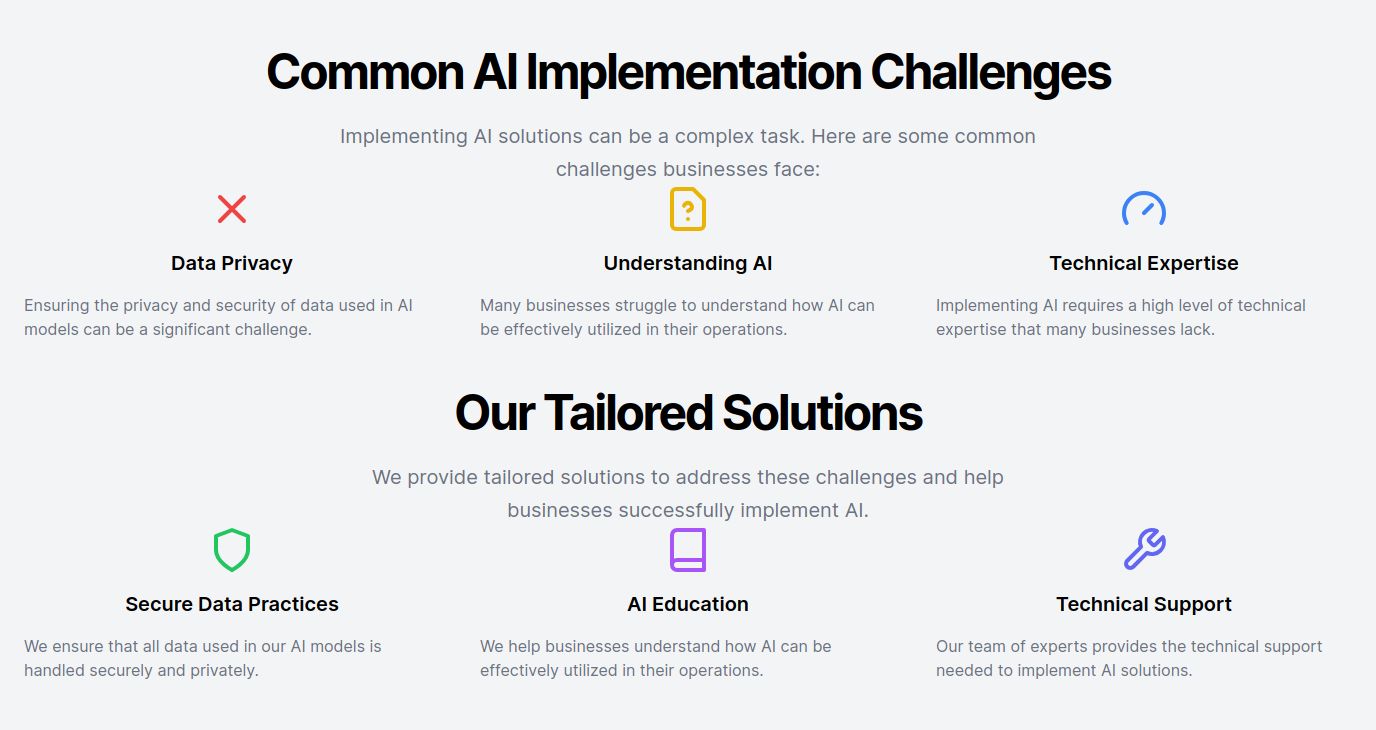 Common AI Implementation Challenges
Implementing AI solutions can be a complex task. Here are some common
challenges businesses face:
Data Privacy
Ensuring the privacy and security of data used in AI
models can be a significant challenge.
Understanding AI
Many businesses struggle to understand how AI can
be effectively utilized in their operations.
Technical Expertise
Implementing AI requires a high level of technical
expertise that many businesses lack.
Our Tailored Solutions
We provide tailored solutions to address these challenges and help
businesses successfully implement AI.
Secure Data Practices
We ensure that all data used in our AI models is
handled securely and privately.
AI Education
We help businesses understand how AI can be
effectively utilized in their operations.
Technical Support
Our team of experts provides the technical support
needed to implement AI solutions.